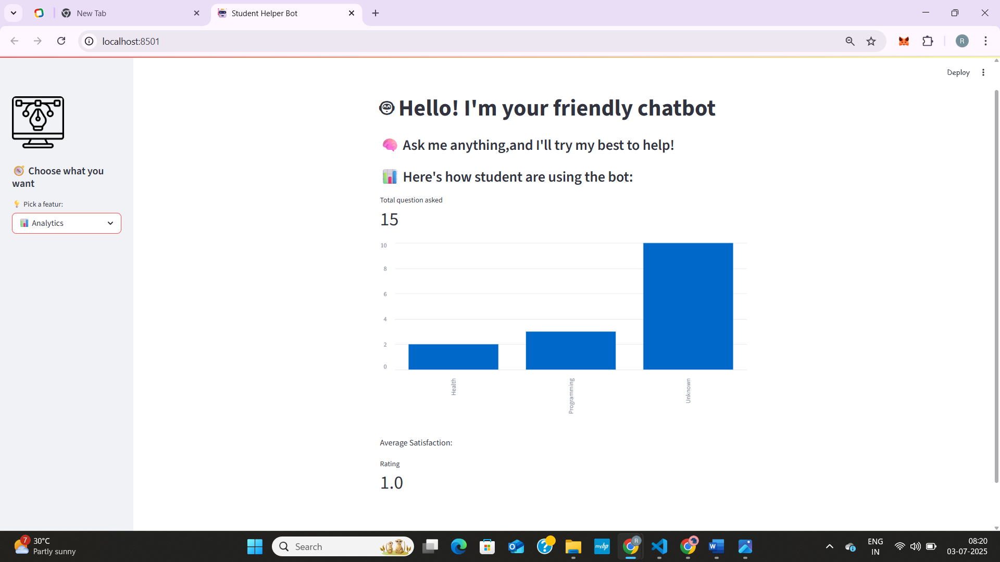 New Tab
Student Helper Bot
localhost:8501
R
Deploy
Hello! I'm your friendly chatbot
Ask me anything,and I'll try my best to help!
Here's how student are using the bot:
Choose what you
want
Pick a featur:
Analytics
Total question asked
15
10
8
6
4
2
0
Health
Programming
Unknown
Average Satisfaction:
Rating
1.0
7
30°C
Partly sunny
Search
myhp
R
ENG
IN
08:20
03-07-2025